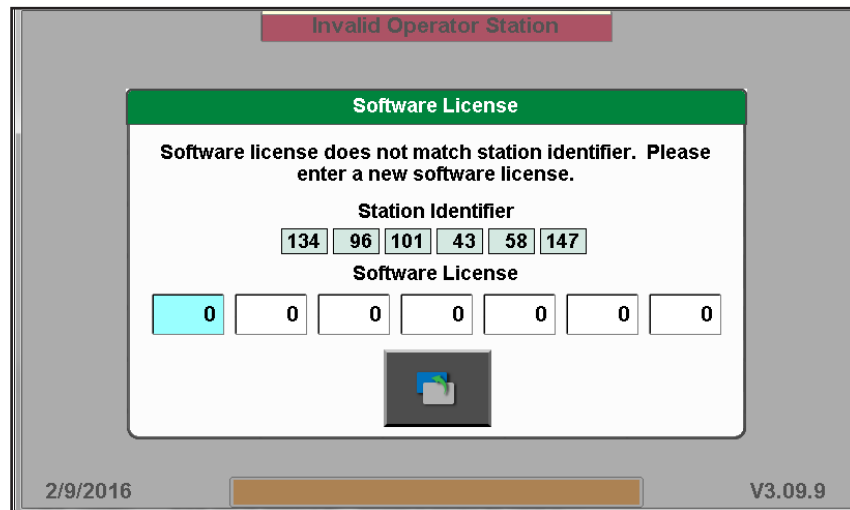 Invalid Operator Station
Software License
Software license does not match station identifier. Please
enter a new software license.
Station Identifier
134 96 101 43 58 147
Software License
0 0 0 0 0 0 0
2/9/2016 V3.09.9